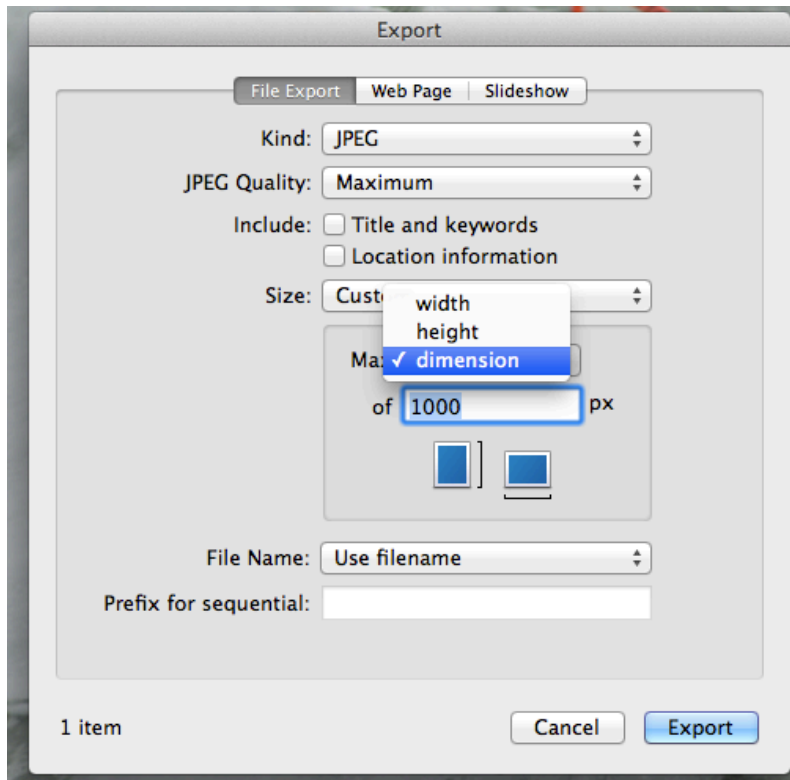 Export
File Export Web Page Slideshow
Kind: JPEG
JPEG Quality: Maximum
Include: Title and keywords
Location information
Size:
width
height
✓ dimension
of 1000 px
File Name: Use filename
Prefix for sequential:
1 item Cancel Export